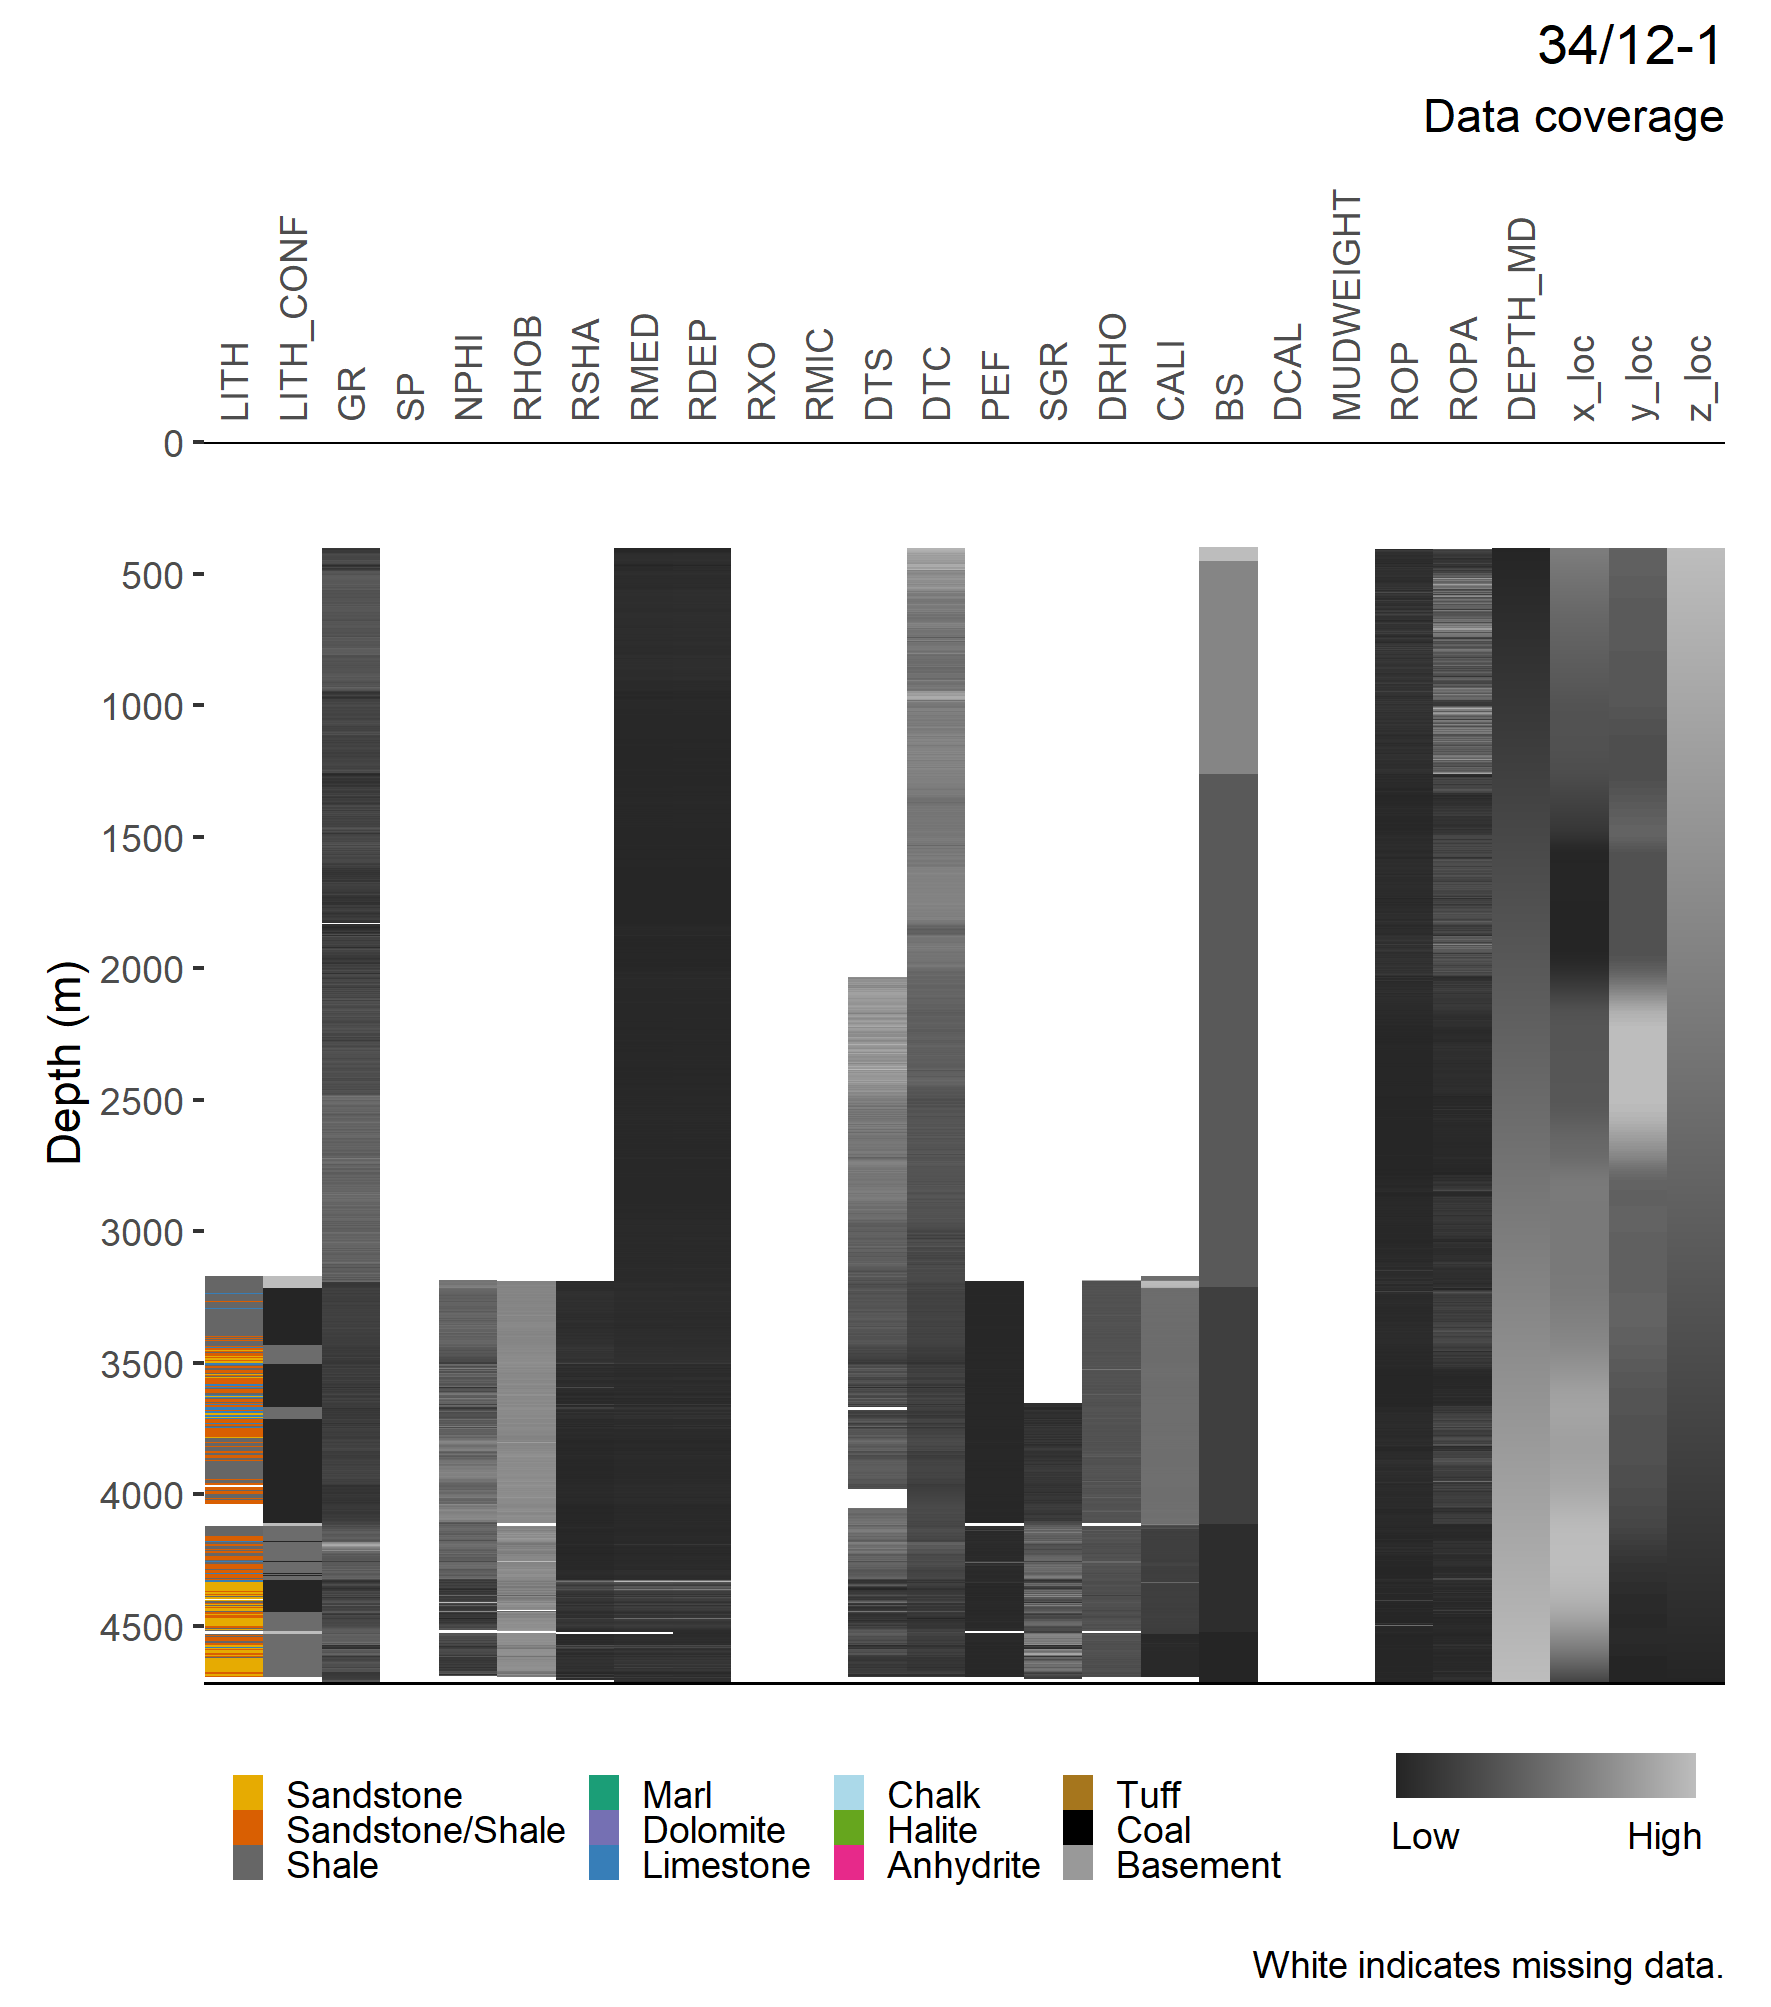 34/12-1
Data coverage
LITH
LITH_CONF
GR
SP
NPHI
RHOB
RSHA
RMED
RDEP
RXO
RMIC
DTS
DTC
PEF
SGR
DRHO
CALI
BS
DCAL
MUDWEIGHT
ROP
ROPA
DEPTH_MD
x_loc
y_loc
z_loc
0
500
1000
1500
2000
2500
3000
3500
4000
4500
Depth (m)
Sandstone
Sandstone/Shale
Shale
Marl
Dolomite
Limestone
Chalk
Halite
Anhydrite
Tuff
Coal
Basement
Low High
White indicates missing data.